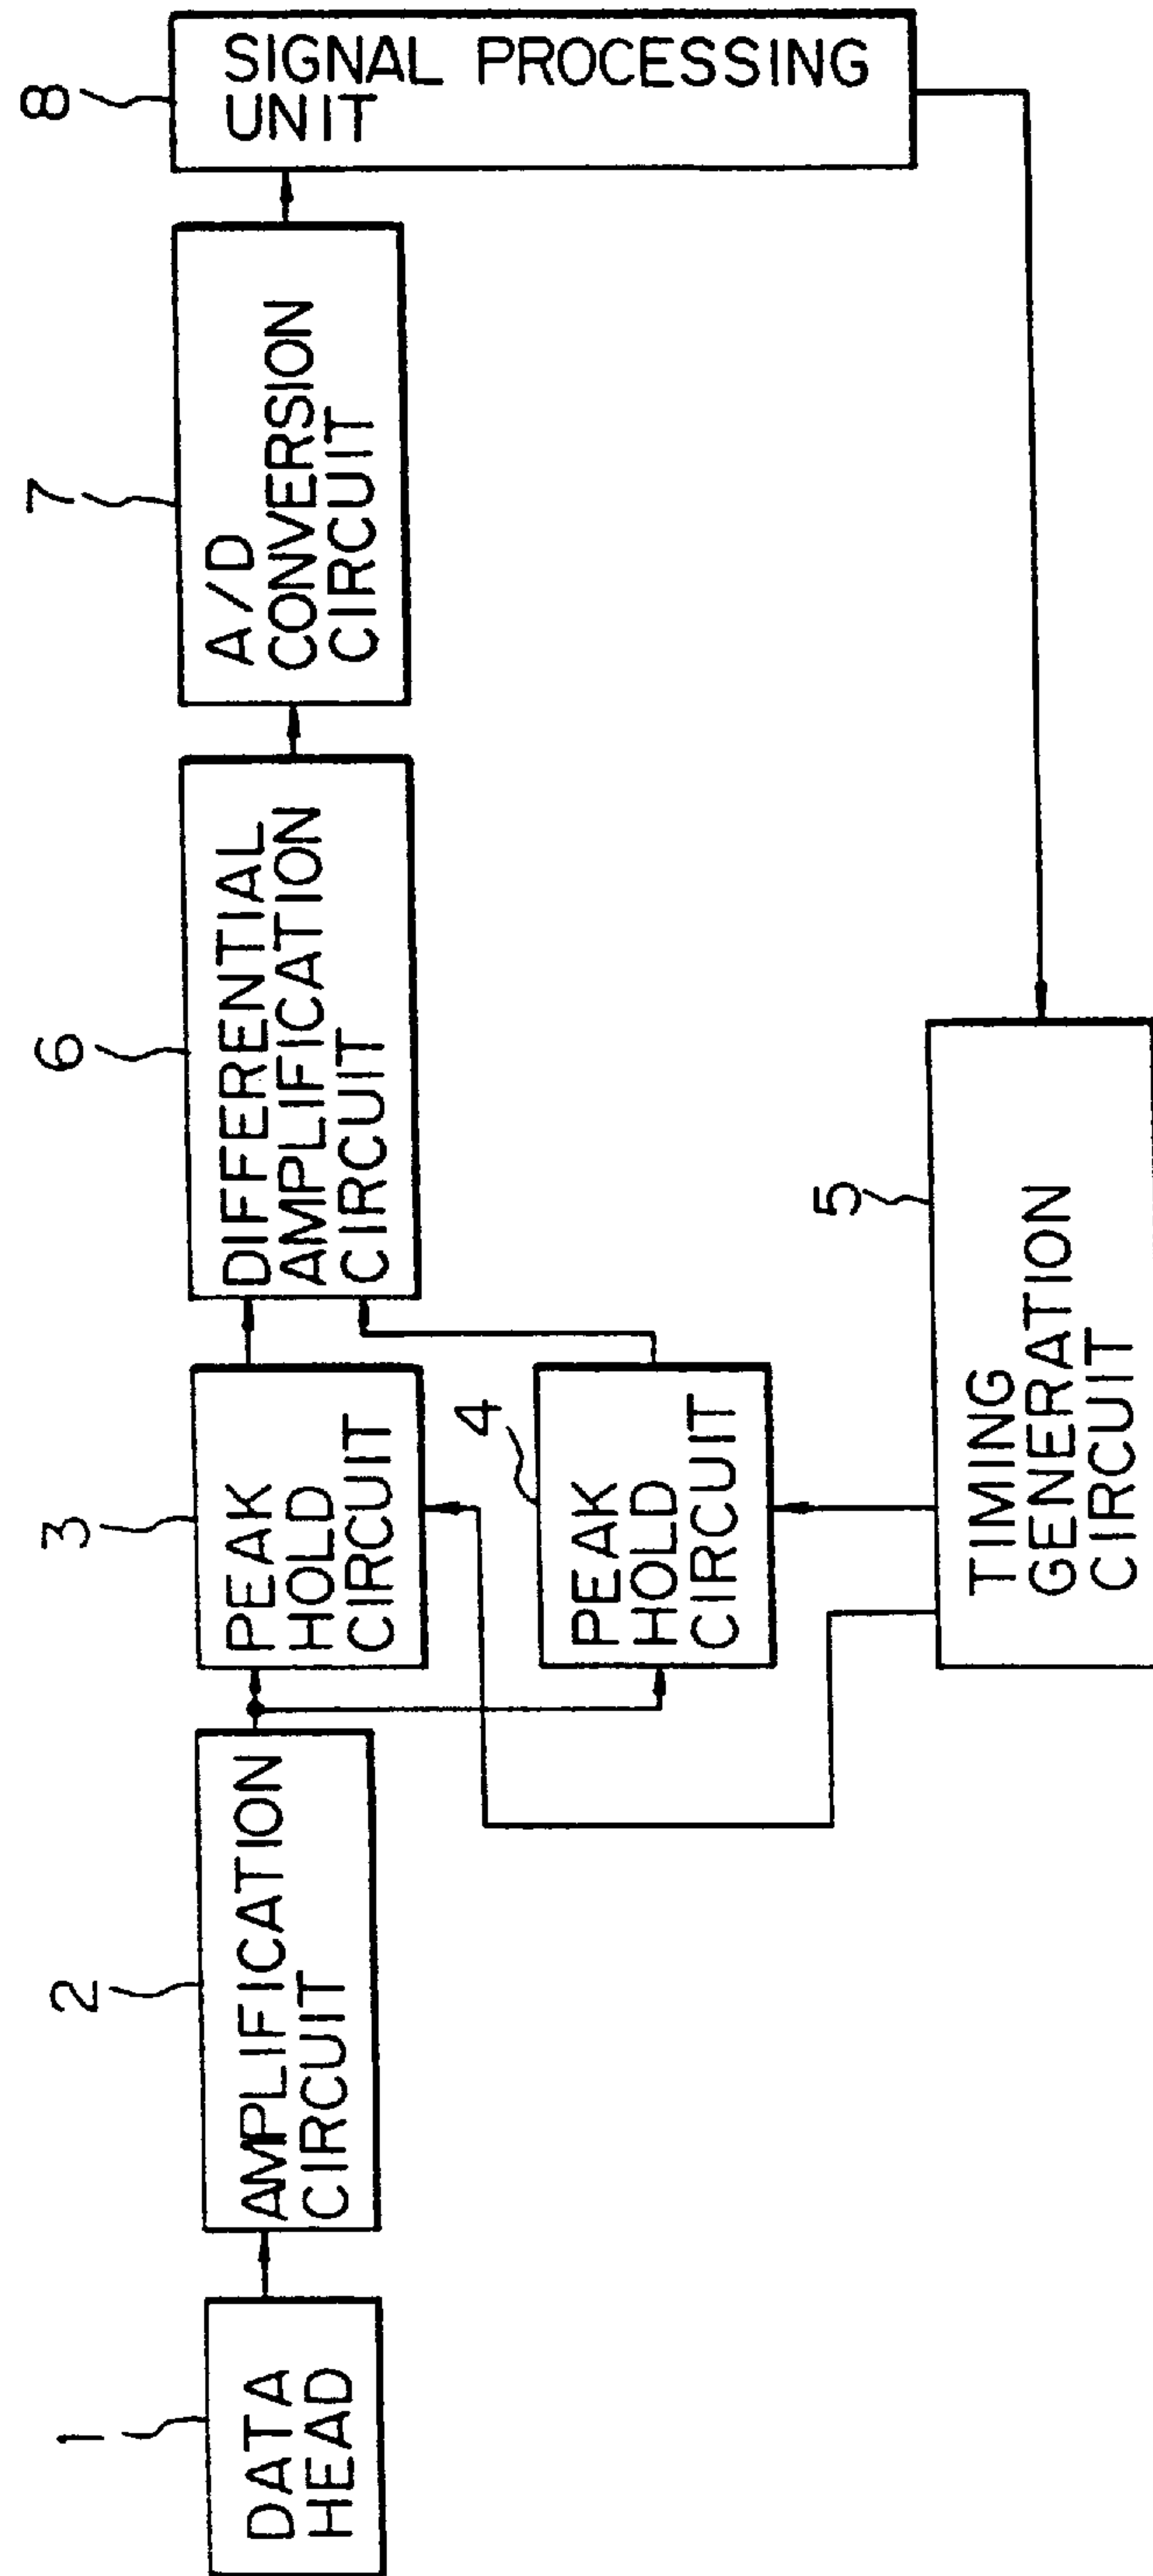 1
DATA
HEAD
2
AMPLIFICATION
CIRCUIT
3
PEAK
HOLD
CIRCUIT
4
PEAK
HOLD
CIRCUIT
5
TIMING
GENERATION
CIRCUIT
6
DIFFERENTIAL
AMPLIFICATION
CIRCUIT
7
A/D
CONVERSION
CIRCUIT
8
SIGNAL PROCESSING
UNIT